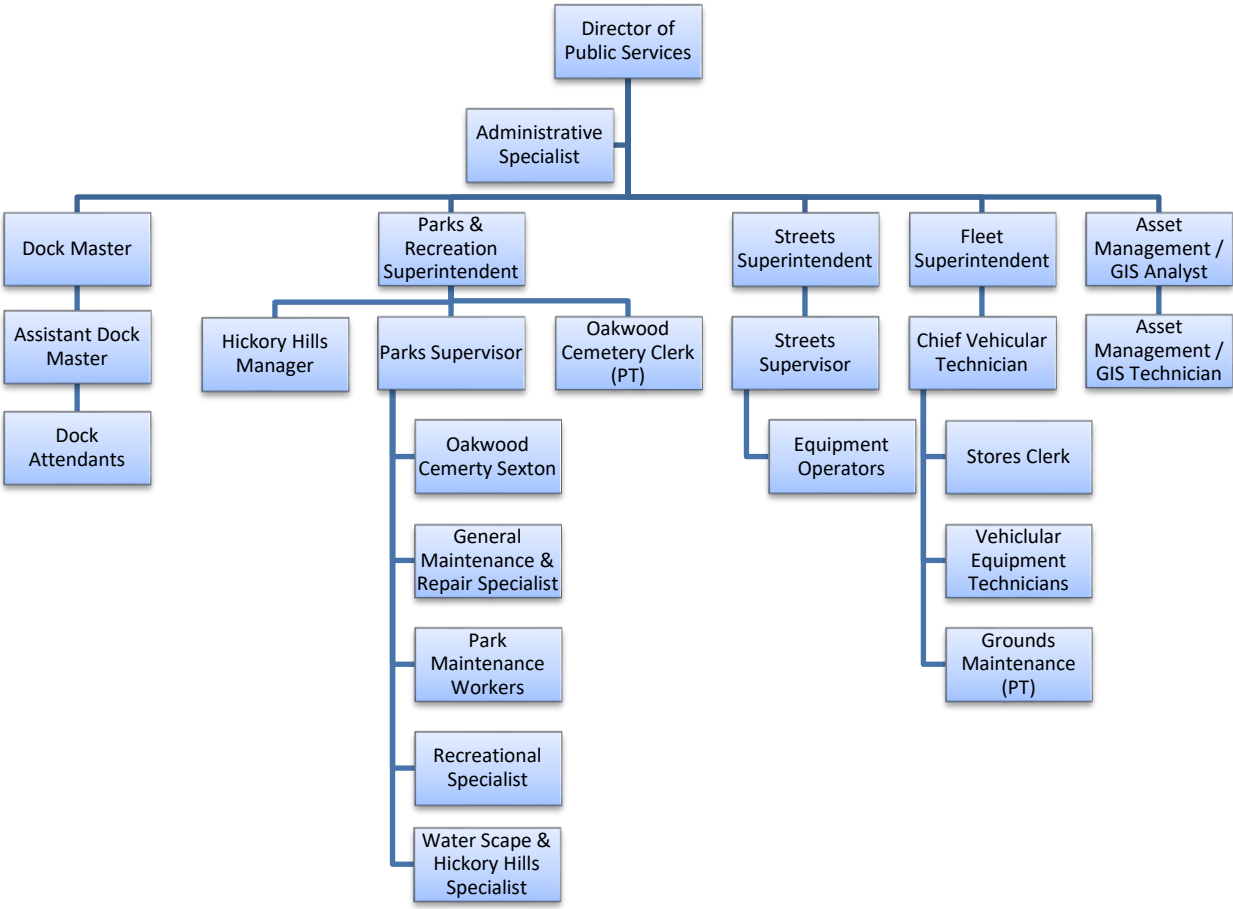 Director of
Public Services
Administrative
Specialist
Dock Master
Parks &
Recreation
Superintendent
Streets
Superintendent
Fleet
Superintendent
Asset
Management /
GIS Analyst
Assistant Dock
Master
Hickory Hills
Manager
Parks Supervisor
Oakwood
Cemetery Clerk
(PT)
Streets
Supervisor
Chief Vehicular
Technician
Asset
Management /
GIS Technician
Dock
Attendants
Oakwood
Cemerty Sexton
Equipment
Operators
Stores Clerk
General
Maintenance &
Repair Specialist
Vehiclular
Equipment
Technicians
Park
Maintenance
Workers
Grounds
Maintenance
(PT)
Recreational
Specialist
Water Scape &
Hickory Hills
Specialist